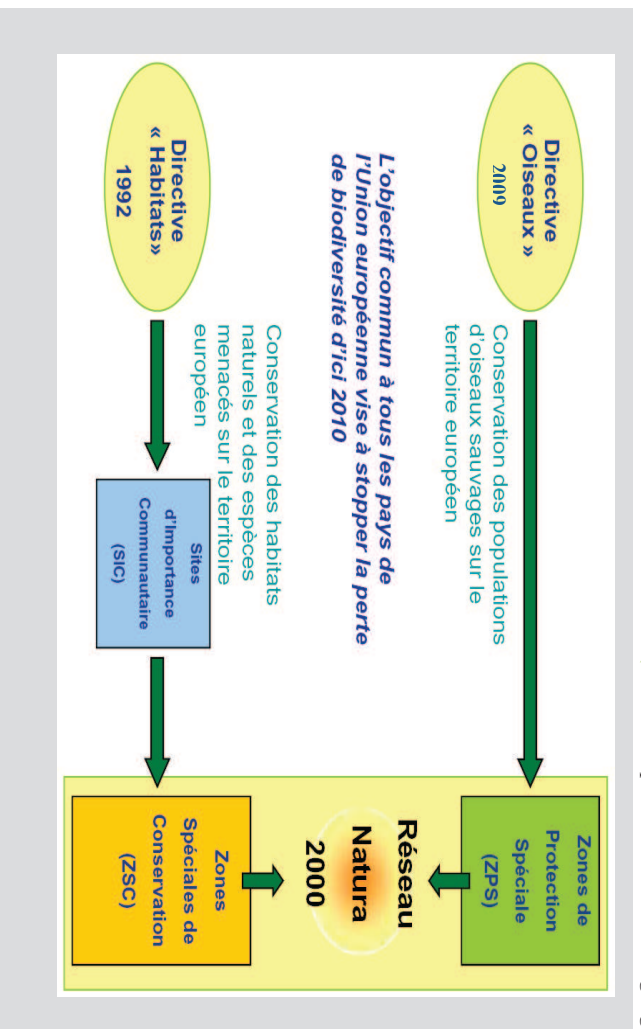 Directive
« Oiseaux »
2009
Conservation des populations
d'oiseaux sauvages sur le
territoire européen
Zones de
Protection
Spéciale
(ZPS)
L'objectif commun à tous les pays de
l'Union européenne vise à stopper la perte
de biodiversité d'ici 2010
Réseau
Natura
2000
Directive
« Habitats»
1992
Conservation des habitats
naturels et des espèces
menacés sur le territoire
européen
Sites
d'Importance
Communautaire
(SIC)
Zones
Spéciales de
Conservation
(ZSC)